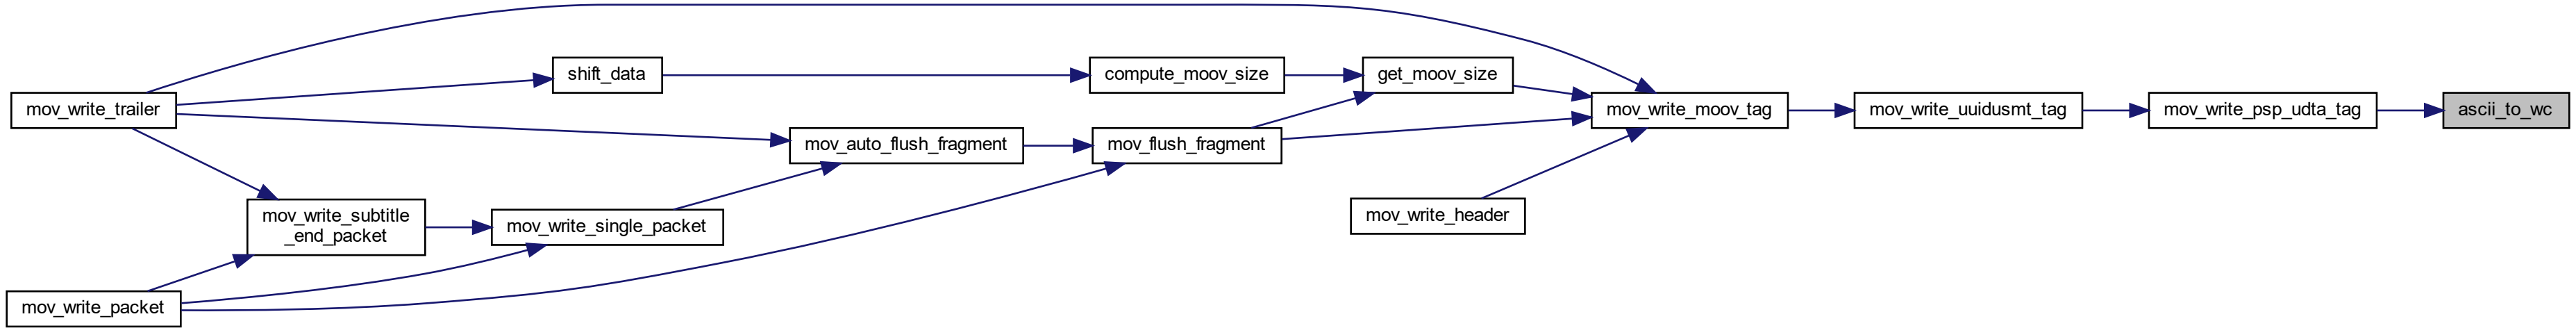 mov_write_trailer
shift_data
compute_moov_size
get_moov_size
mov_write_moov_tag
mov_write_uuidusmt_tag
mov_write_psp_udta_tag
ascii_to_wc
mov_auto_flush_fragment
mov_flush_fragment
mov_write_subtitle
_end_packet
mov_write_single_packet
mov_write_header
mov_write_packet